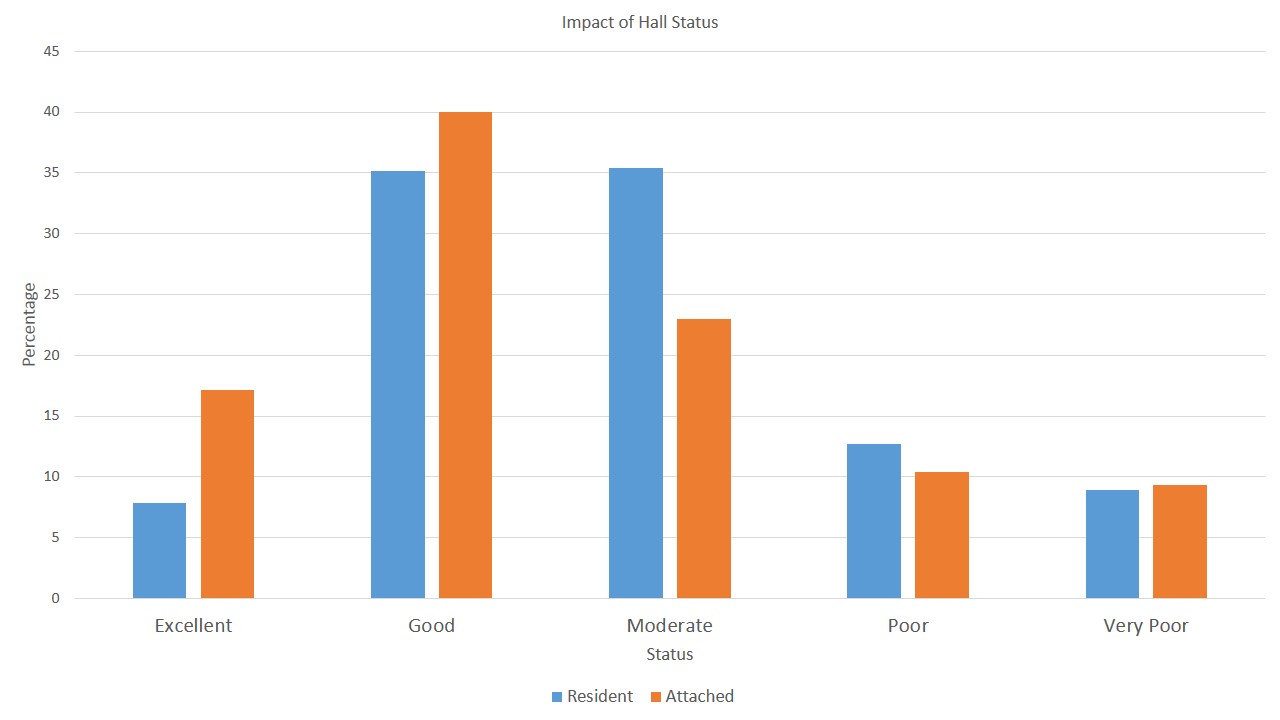 Impact of Hall Status
45
40
35
30
25
20
15
10
5
0
Percentage
Excellent Good Moderate Poor Very Poor
Status
Resident Attached